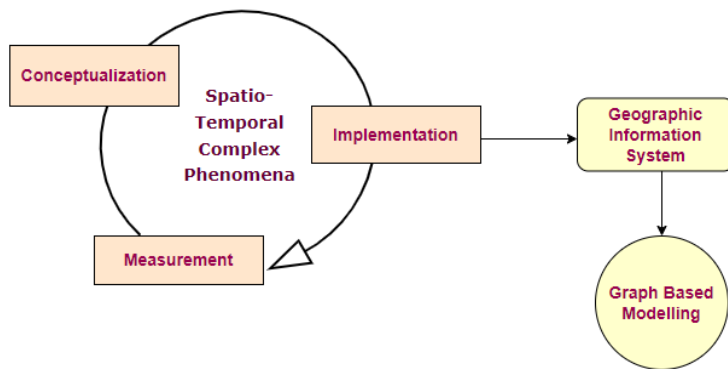 Conceptualization
Spatio-
Temporal
Complex
Phenomena
Implementation
Measurement
Geographic
Information
System
Graph Based
Modelling